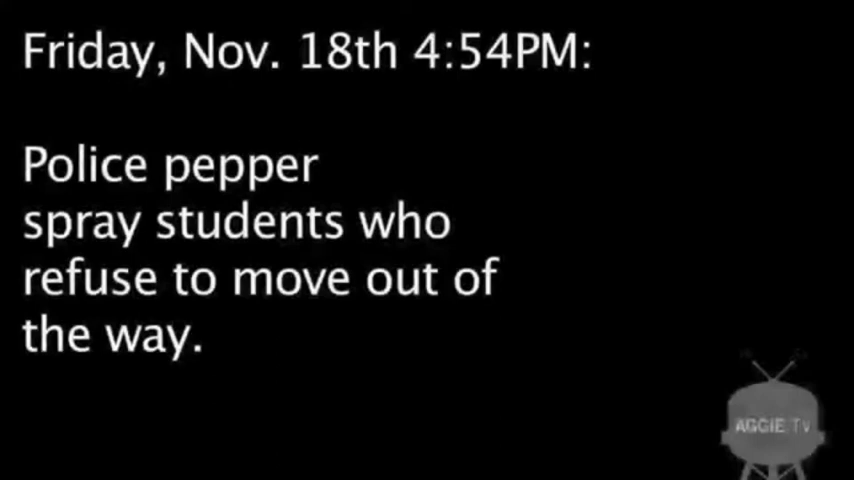 Friday, Nov. 18th 4:54PM:
Police pepper
spray students who
refuse to move out of
the way.
AGGIE TV